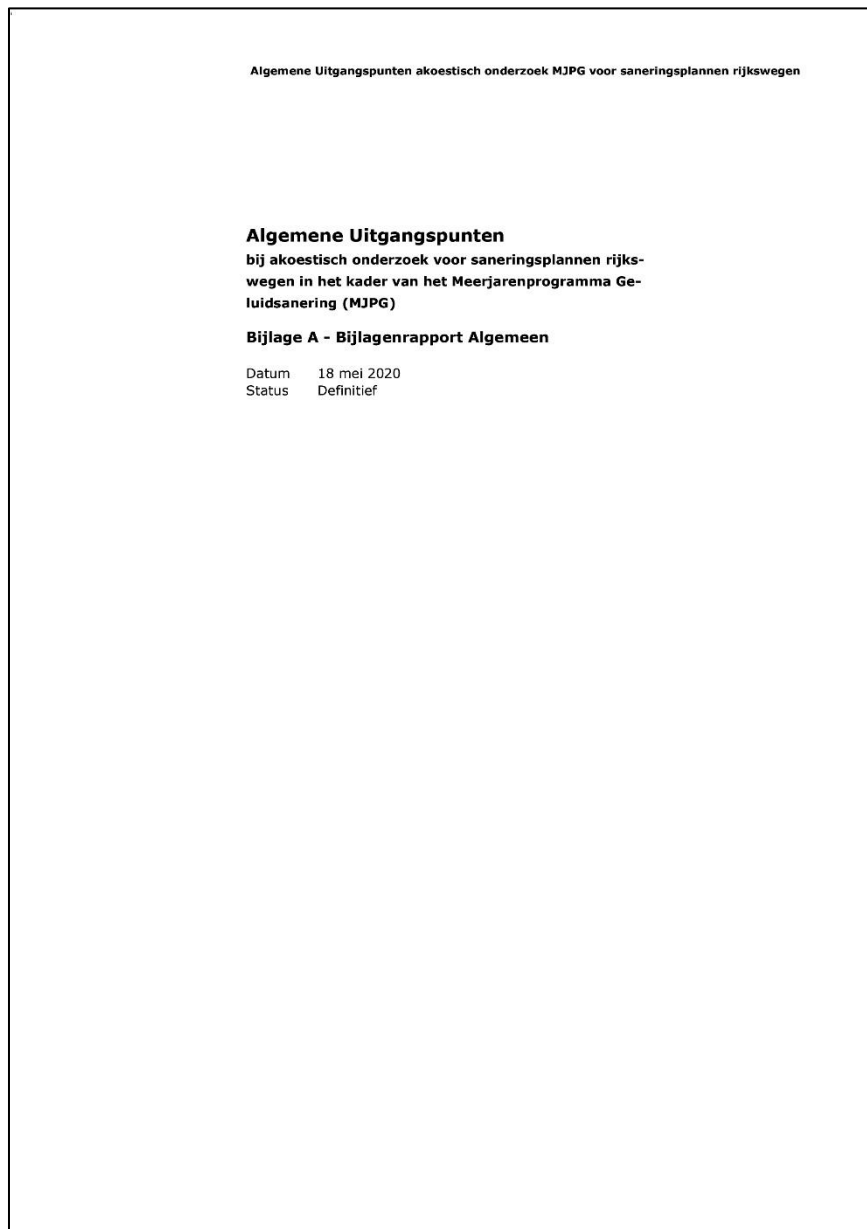 Algemene Uitgangspunten akoestisch onderzoek MJPG voor saneringsplannen rijkswegen
Algemene Uitgangspunten
bij akoestisch onderzoek voor saneringsplannen rijks-
wegen in het kader van het Meerjarenprogramma Ge-
luidsanering (MJPG)
Bijlage A - Bijlagenrapport Algemeen
Datum 18 mei 2020
Status Definitief